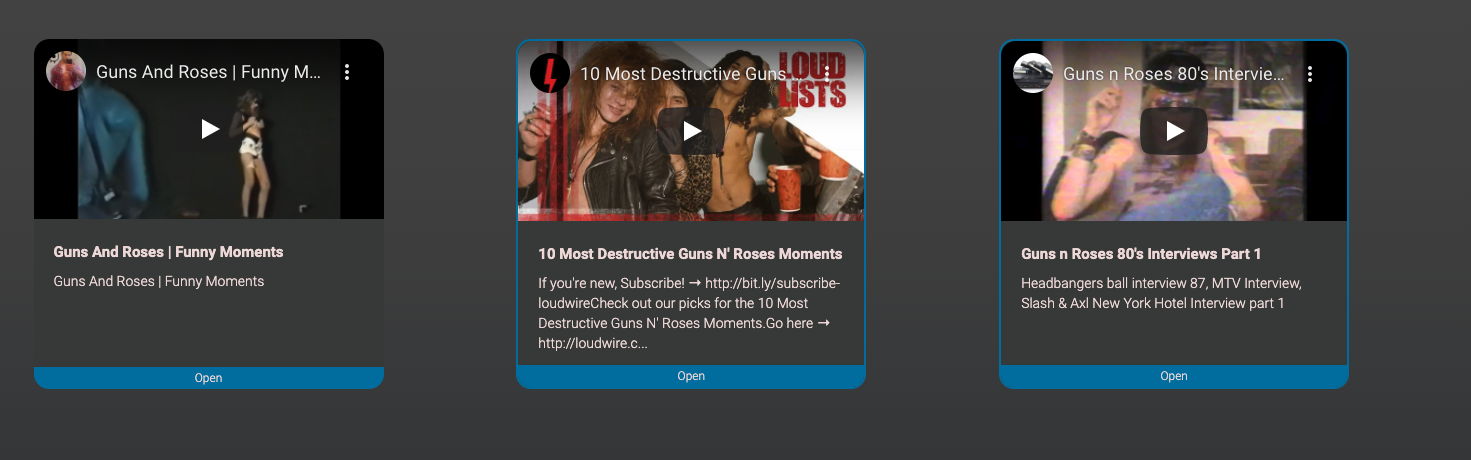 Guns And Roses | Funny M...
Guns And Roses | Funny Moments
Guns And Roses | Funny Moments
Open
10 Most Destructive Guns ...
LOUD
LISTS
10 Most Destructive Guns N' Roses Moments
If you're new, Subscribe! → http://bit.ly/subscribe-
loudwireCheck out our picks for the 10 Most
Destructive Guns N' Roses Moments.Go here →
http://loudwire.c...
Open
Guns n Roses 80's Intervie...
Guns n Roses 80's Interviews Part 1
Headbangers ball interview 87, MTV Interview,
Slash & Axl New York Hotel Interview part 1
Open